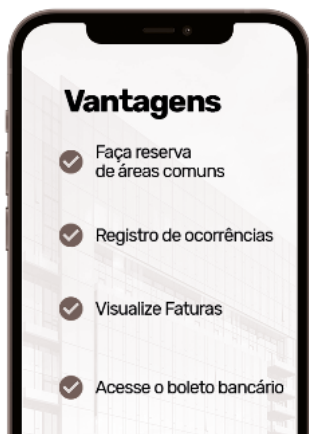 Vantagens
Faça reserva
de áreas comuns
Registro de ocorrências
Visualize Faturas
Acesse o boleto bancário